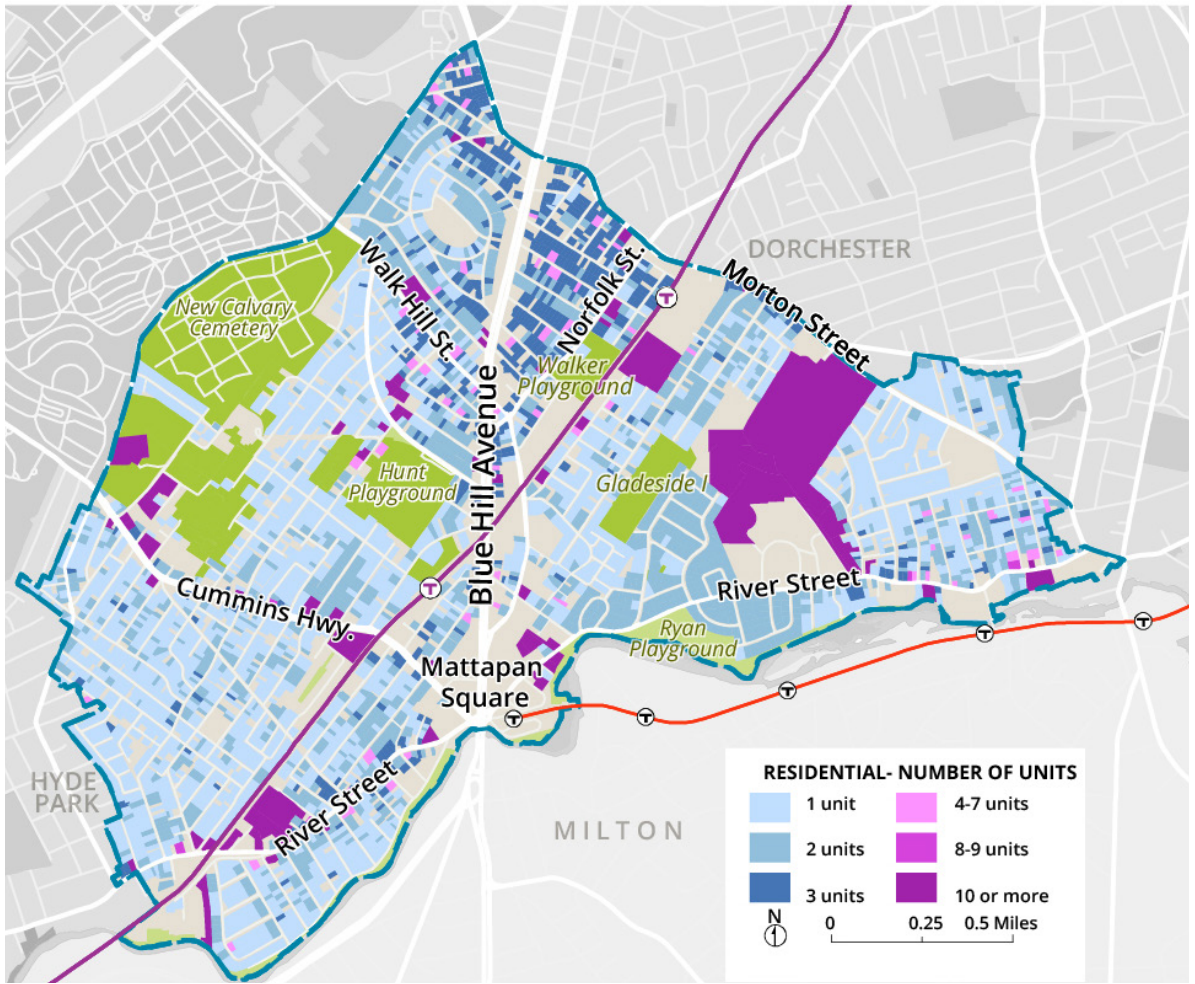 DORCHESTER
Morton Street
Norfolk St.
Walk Hill St.
New Calvary
Cemetery
Walker
Playground
Blue Hill Avenue
Hunt
Playground
Gladeside I
T
T
Cummins Hwy.
River Street
Ryan
Playground
Mattapan
Square
T
T
T
T
T
HYDE
PARK
River Street
MILTON
RESIDENTIAL- NUMBER OF UNITS
1 unit
4-7 units
2 units
8-9 units
3 units
10 or more
N
0 0.25 0.5 Miles